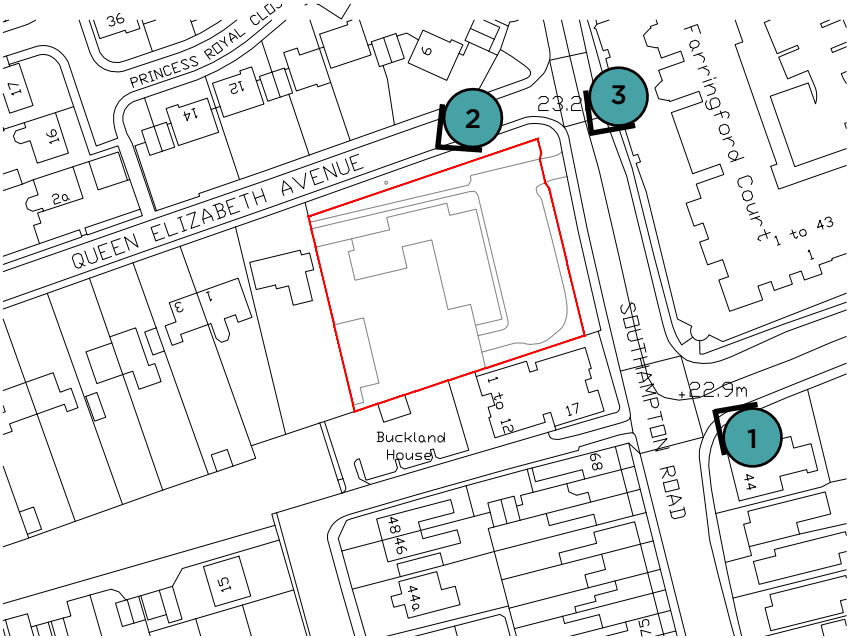 36
PRINCESS ROYAL CLOS
6
12
14
17
16
2a
QUEEN ELIZABETH AVENUE
2
23.2
3
Farringford Court
1 to 43
1
3
1
SOUTHAMPTON ROAD
+22.9m
1
44
1 to 12
17
Buckland
House
68
48
46
44a
15
75